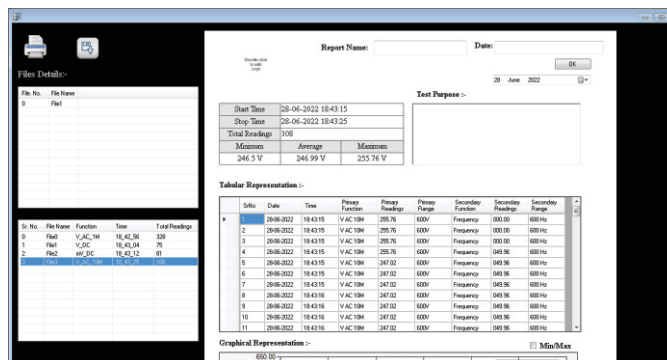 Report Name:
Date:
Double click
to add
Logo
OK
28 June 2022
Files Details:-
File. No. File Name
0 File1
Test Purpose :-
Start Time 28-06-2022 18:43:15
Stop Time 28-06-2022 18:43:25
Total Readings 108
Minimum Average Maximum
246.5 V 246.99 V 255.76 V
Tabular Representation :-
SrNo Date Time Primary Function Primary Readings Primary Range Secondary Function Secondary Readings Secondary Range
1 28-06-2022 18:43:15 V AC 10M 255.76 600V Frequency 000.00 600 Hz
2 28-06-2022 18:43:15 V AC 10M 255.76 600V Frequency 000.00 600 Hz
3 28-06-2022 18:43:15 V AC 10M 255.76 600V Frequency 000.00 600 Hz
4 28-06-2022 18:43:15 V AC 10M 255.76 600V Frequency 049.96 600 Hz
5 28-06-2022 18:43:15 V AC 10M 247.02 600V Frequency 049.96 600 Hz
6 28-06-2022 18:43:15 V AC 10M 247.02 600V Frequency 049.96 600 Hz
7 28-06-2022 18:43:15 V AC 10M 247.02 600V Frequency 049.96 600 Hz
8 28-06-2022 18:43:16 V AC 10M 247.02 600V Frequency 049.96 600 Hz
9 28-06-2022 18:43:16 V AC 10M 247.02 600V Frequency 049.96 600 Hz
10 28-06-2022 18:43:16 V AC 10M 247.02 600V Frequency 049.96 600 Hz
11 28-06-2022 18:43:16 V AC 10M 247.02 600V Frequency 049.96 600 Hz
Sr. No. File Name Function Time Total Readings
0 File0 V_AC_1M 18_42_56 328
1 File1 V_DC 18_43_04 75
2 File2 mV_DC 18_43_12 81
3 File3 V_AC_10M 18_43_25 108
Graphical Representation :-
Min/Max
650.00